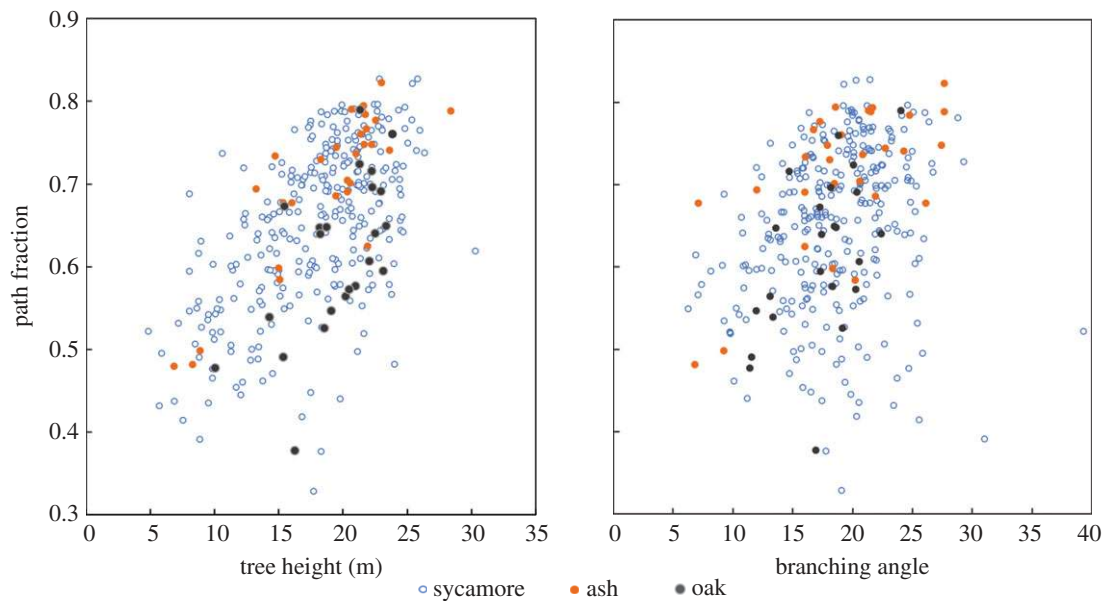 path fraction
0.9
0.8
0.7
0.6
0.5
0.4
0.3
0 5 10 15 20 25 30 35
0 5 10 15 20 25 30 35 40
tree height (m)
branching angle
sycamore ash oak